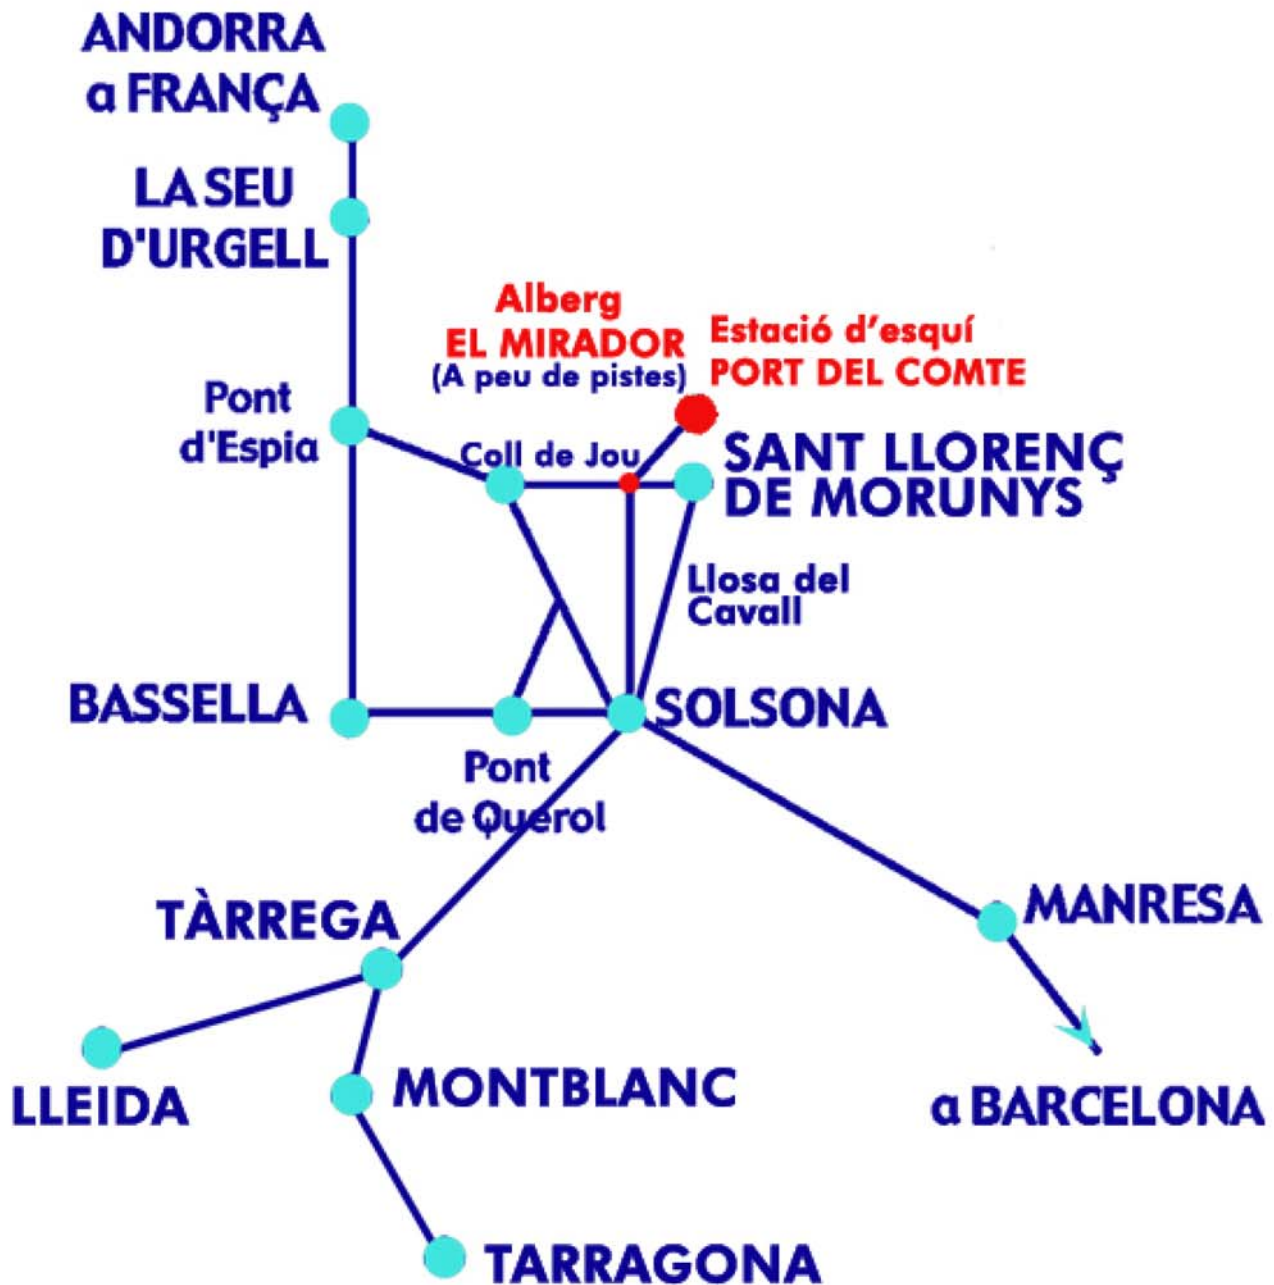 ANDORRA
a FRANÇA
LA SEU
D'URGELL
Alberg
EL MIRADOR
(A peu de pistes)
Estació d'esquí
PORT DEL COMTE
Pont
d'Espia
Coll de Jou
SANT LLORENÇ
DE MORUNYS
Llosa del
Cavall
BASSELLA
SOLSONA
Pont
de Querol
TÀRREGA
MANRESA
LLEIDA
MONTBLANC
a BARCELONA
TARRAGONA